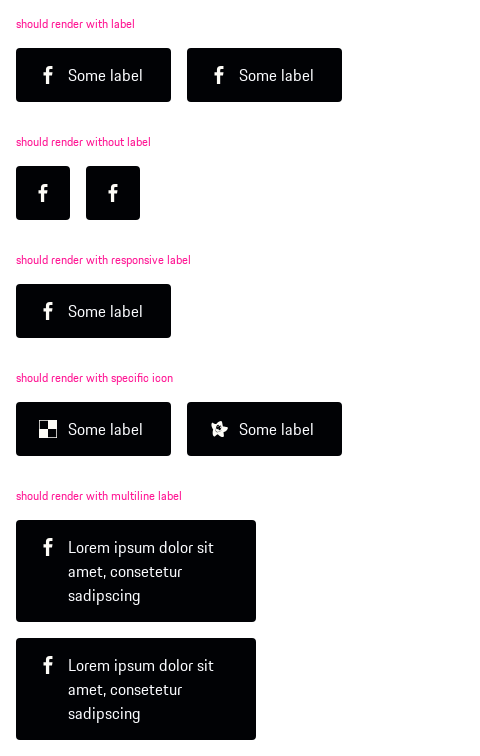 should render with label
Some label
Some label
should render without label
should render with responsive label
Some label
should render with specific icon
Some label
Some label
should render with multiline label
Lorem ipsum dolor sit
amet, consetetur
sadipscing
Lorem ipsum dolor sit
amet, consetetur
sadipscing